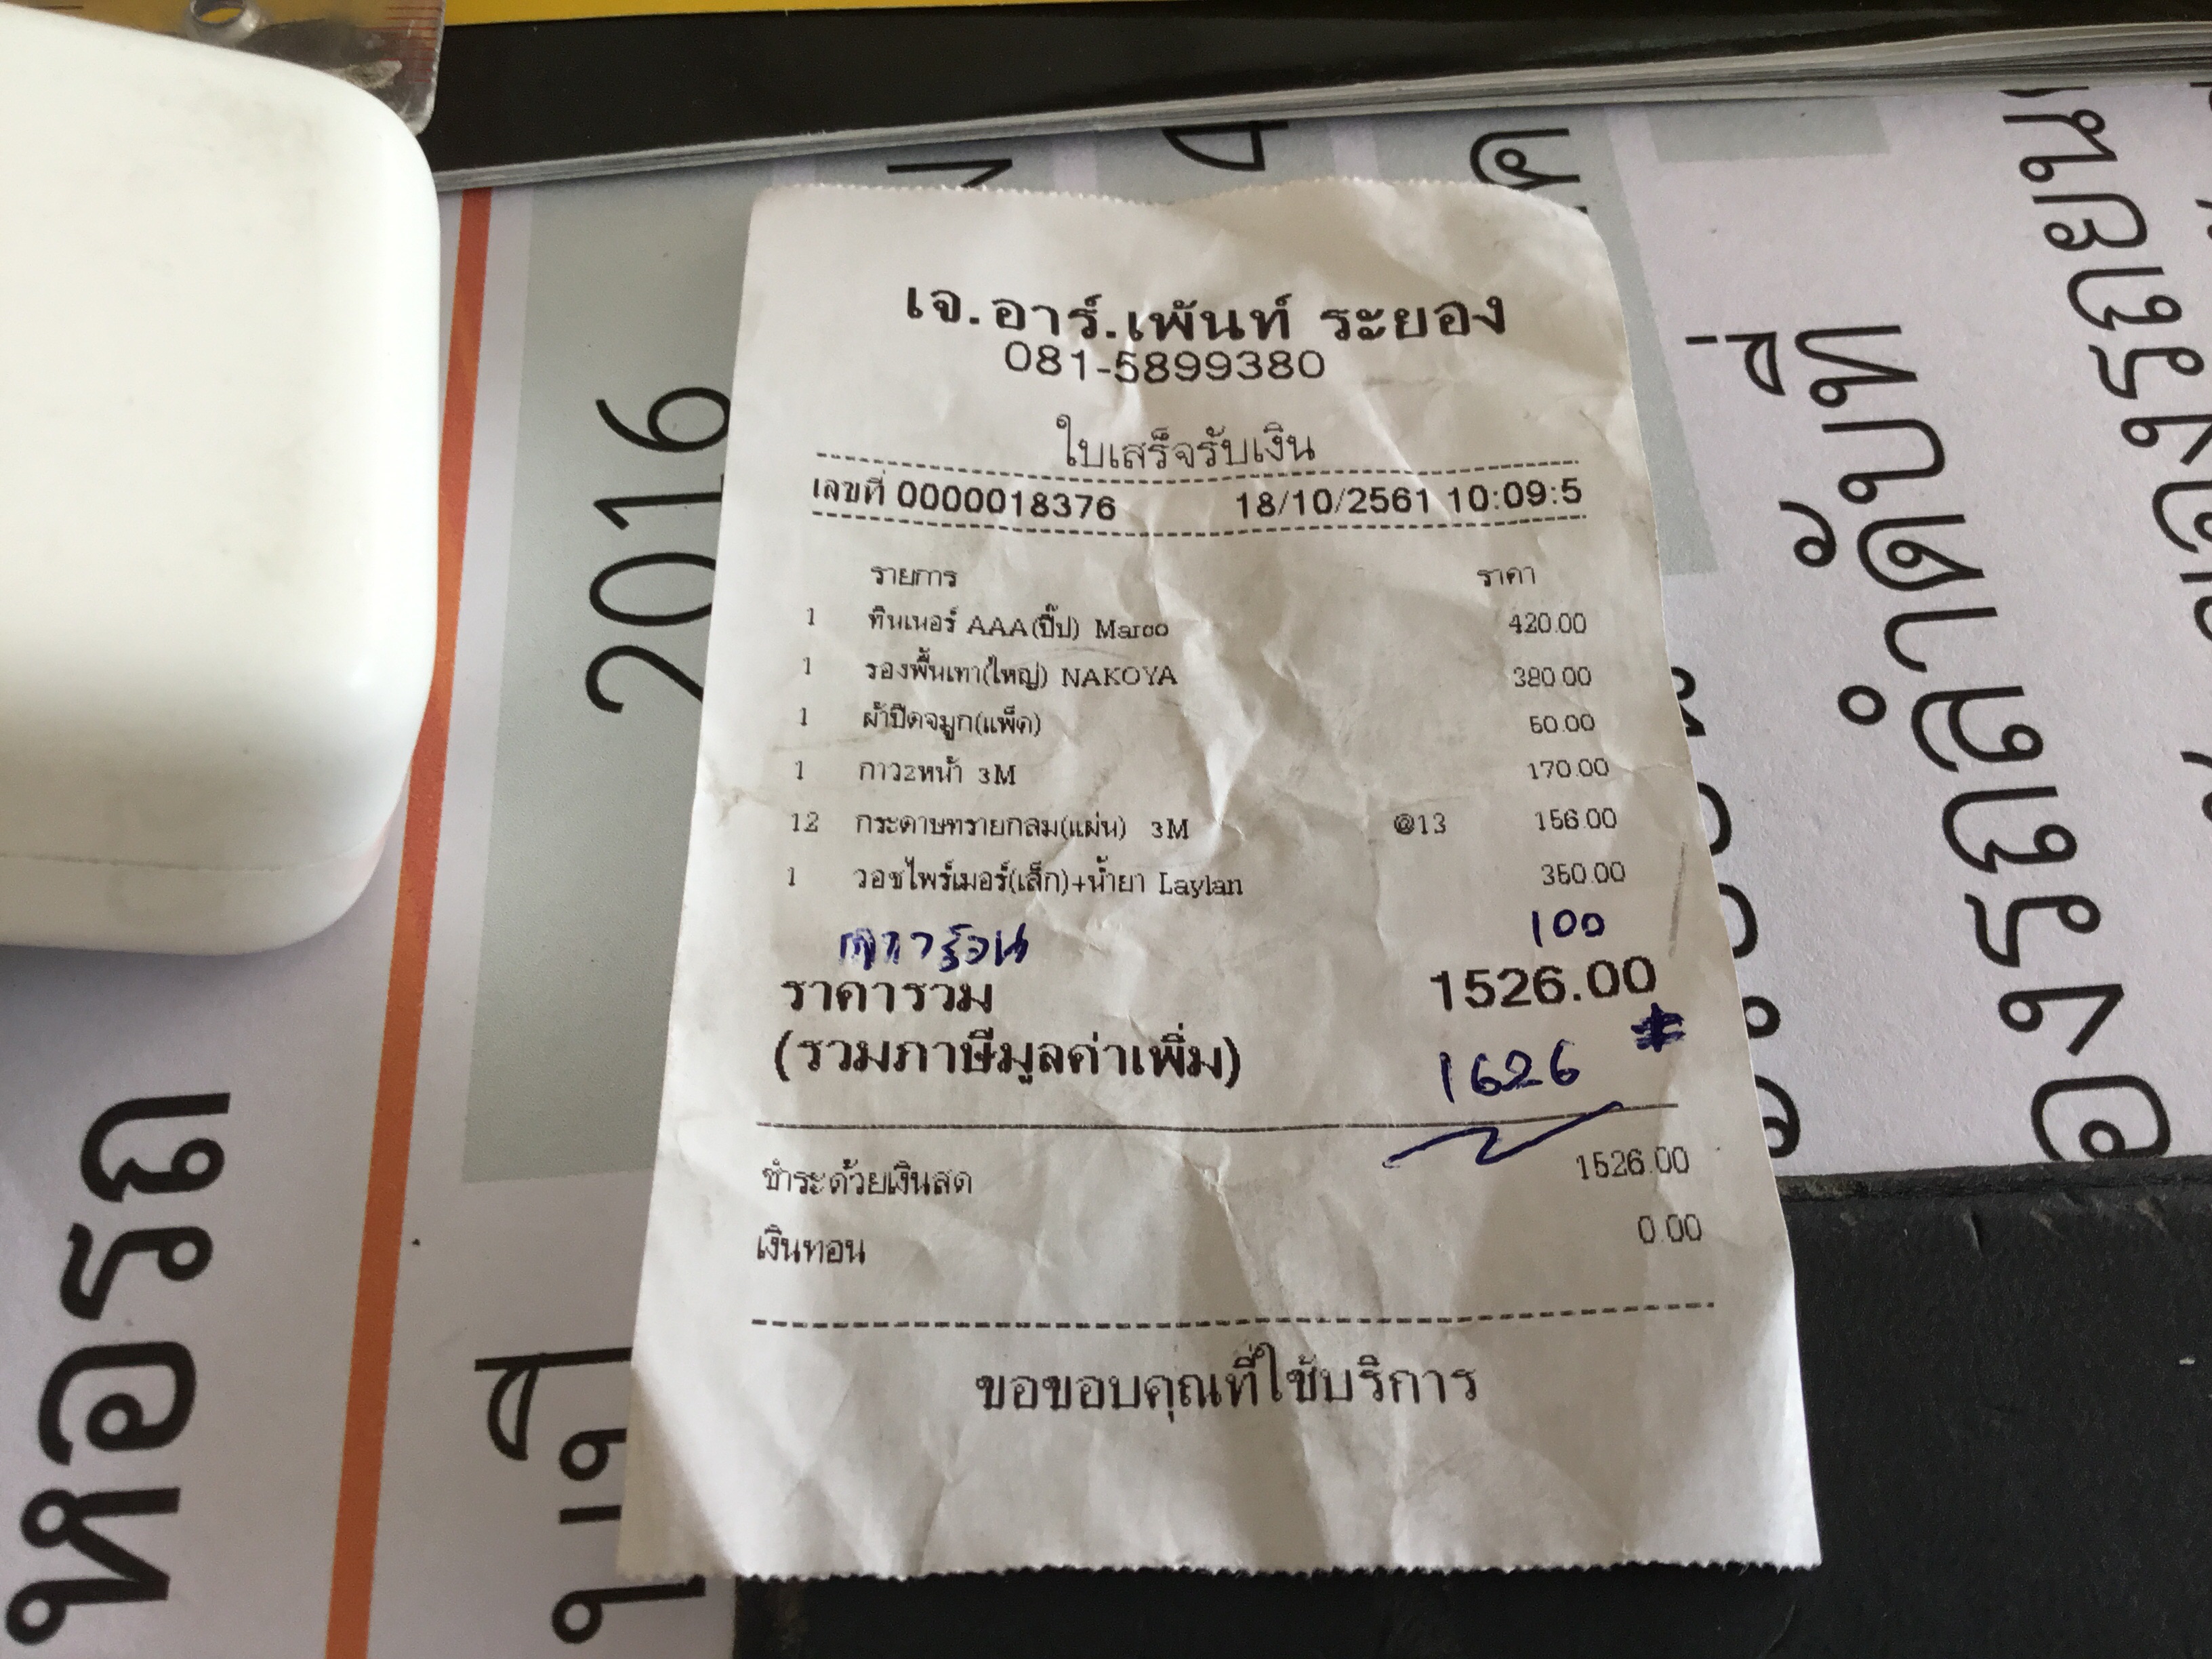 เจ.อาร์.เพ้นท์ ระยอง
081-5899380
ใบเสร็จรับเงิน
เลขที่ 0000018376 18/10/2561 10:09:5
รายการ ราคา
1 ทินเนอร์ AAA(ปี๊ป) Marco 420.00
1 รองพื้นเทา(ใหญ่) NAKOYA 380.00
1 ผ้าปิดจมูก(แพ็ค) 50.00
1 กาว2หน้า 3M 170.00
12 กระดาษทรายกลม(แผ่น) 3M @13 156.00
1 วอชไพร์เมอร์(เล็ก)+น้ำยา Laylan 350.00
กาวร้อน 100
ราคารวม 1526.00
(รวมภาษีมูลค่าเพิ่ม) 1626
ชำระด้วยเงินสด 1526.00
เงินทอน 0.00
ขอขอบคุณที่ใช้บริการ
2016
หอรดี